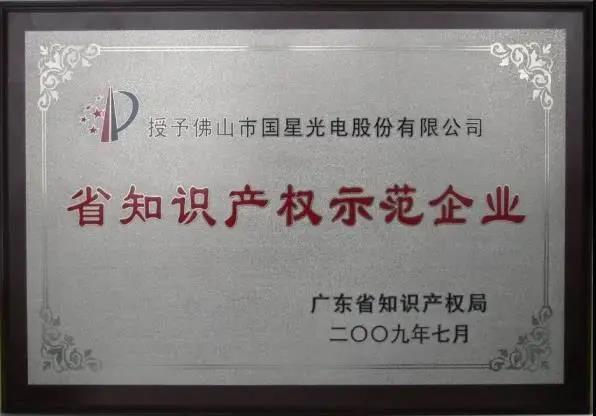 授予佛山市国星光电股份有限公司
省知识产权示范企业
广东省知识产权局
二〇〇九年七月